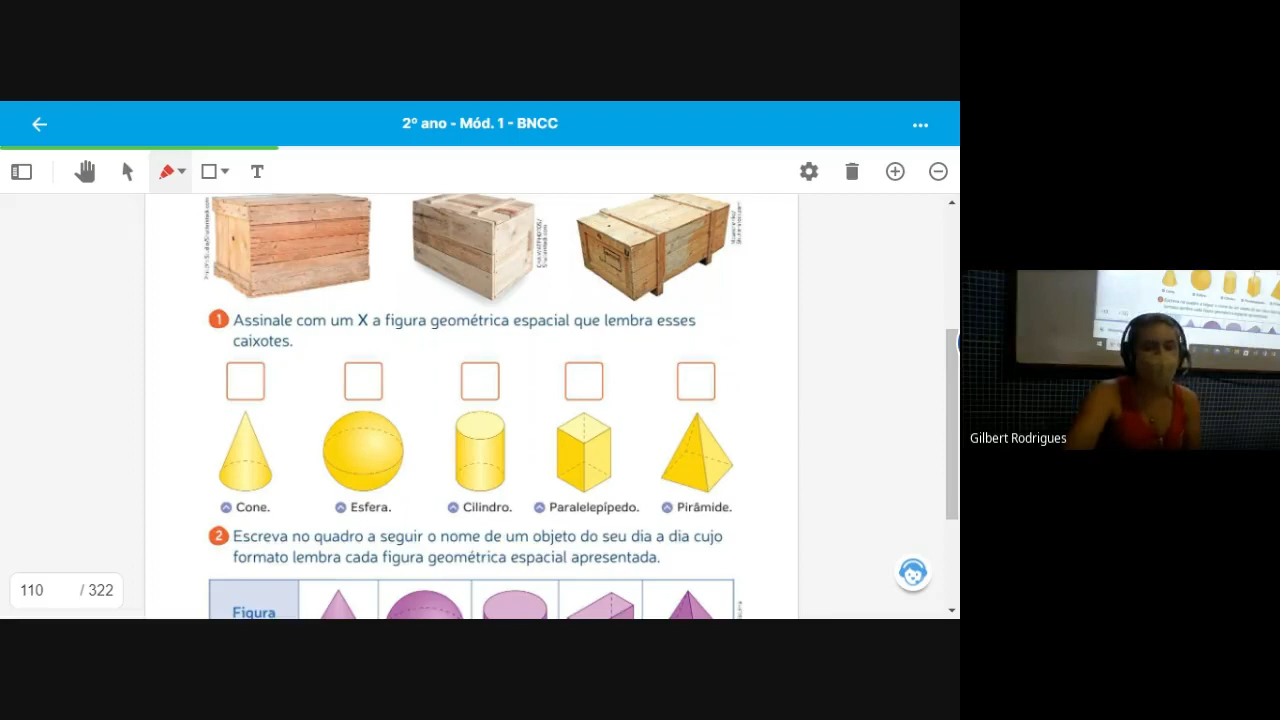 2º ano - Mód. 1 - BNCC
T
1 Assinale com um X a figura geométrica espacial que lembra esses
caixotes.
Cone.
Esfera.
Cilindro.
Paralelepípedo.
Pirâmide.
2 Escreva no quadro a seguir o nome de um objeto do seu dia a dia cujo
formato lembra cada figura geométrica espacial apresentada.
Figura
110 / 322
Gilbert Rodrigues